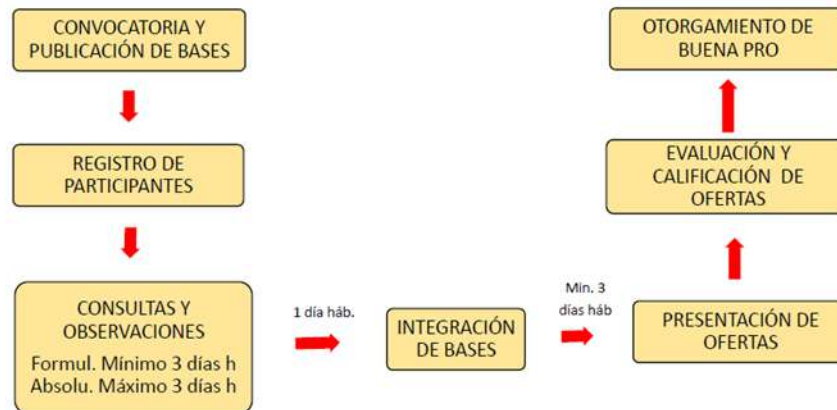 CONVOCATORIA Y
PUBLICACIÓN DE BASES
REGISTRO DE
PARTICIPANTES
CONSULTAS Y
OBSERVACIONES
Formul. Mínimo 3 días h
Absolu. Máximo 3 días h
1 día háb.
INTEGRACIÓN
DE BASES
Min. 3
días háb
PRESENTACIÓN DE
OFERTAS
EVALUACIÓN Y
CALIFICACIÓN DE
OFERTAS
OTORGAMIENTO DE
BUENA PRO